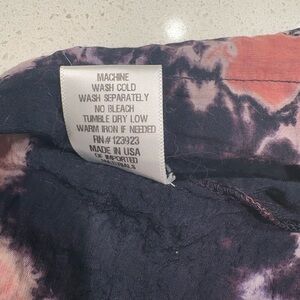 MACHINE
WASH COLD
WASH SEPARATELY
NO BLEACH
TUMBLE DRY LOW
WARM IRON IF NEEDED
RN# 123923
MADE IN USA
OF IMPORTED
MATERIALS